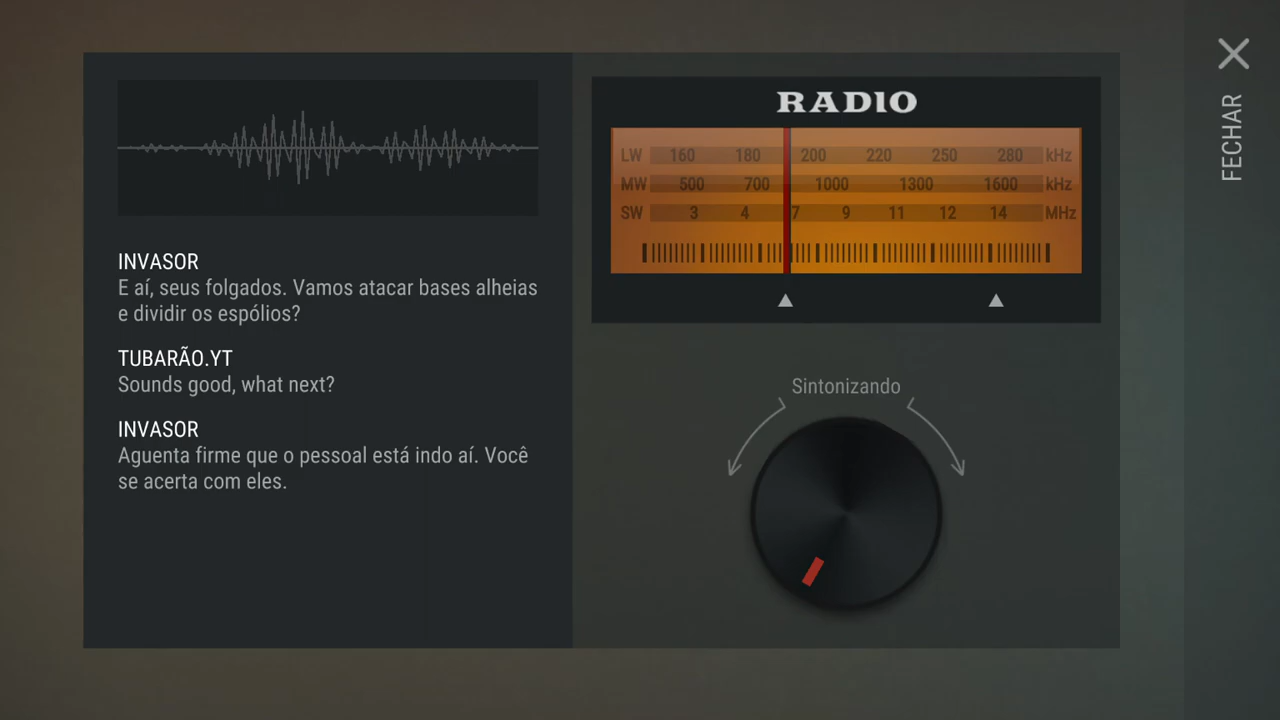 INVASOR
E aí, seus folgados. Vamos atacar bases alheias
e dividir os espólios?
TUBARÃO.YT
Sounds good, what next?
INVASOR
Aguenta firme que o pessoal está indo aí. Você
se acerta com eles.
RADIO
LW 160 180 200 220 250 280 kHz
MW 500 700 1000 1300 1600 kHz
SW 3 4 7 9 11 12 14 MHz
Sintonizando
FECHAR